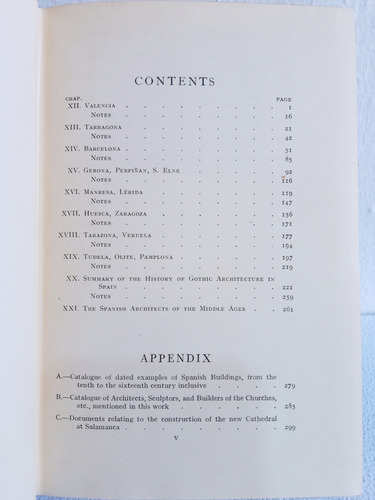 CONTENTS
CHAP. PAGE
XII. Valencia . . . . . . . . 1
Notes . . . . . . . . 16
XIII. Tarragona . . . . . . . . 21
Notes . . . . . . . . 42
XIV. Barcelona . . . . . . . . 51
Notes . . . . . . . . 85
XV. Gerona, Perpiñan, S. Elne . . . . . 92
Notes . . . . . . . . 116
XVI. Manresa, Lérida . . . . . . . 119
Notes . . . . . . . . 147
XVII. Huesca, Zaragoza . . . . . . . 156
Notes . . . . . . . . 171
XVIII. Tarazona, Veruela . . . . . . 177
Notes . . . . . . . . 194
XIX. Tudela, Olite, Pamplona . . . . . 197
Notes . . . . . . . . 219
XX. Summary of the History of Gothic Architecture in
Spain . . . . . . . . 221
Notes . . . . . . . . 259
XXI. The Spanish Architects of the Middle Ages . . 261
APPENDIX
A.—Catalogue of dated examples of Spanish Buildings, from the
tenth to the sixteenth century inclusive . . . . 279
B.—Catalogue of Architects, Sculptors, and Builders of the Churches,
etc., mentioned in this work . . . . . . 285
C.—Documents relating to the construction of the new Cathedral
at Salamanca . . . . . . . . 299
v